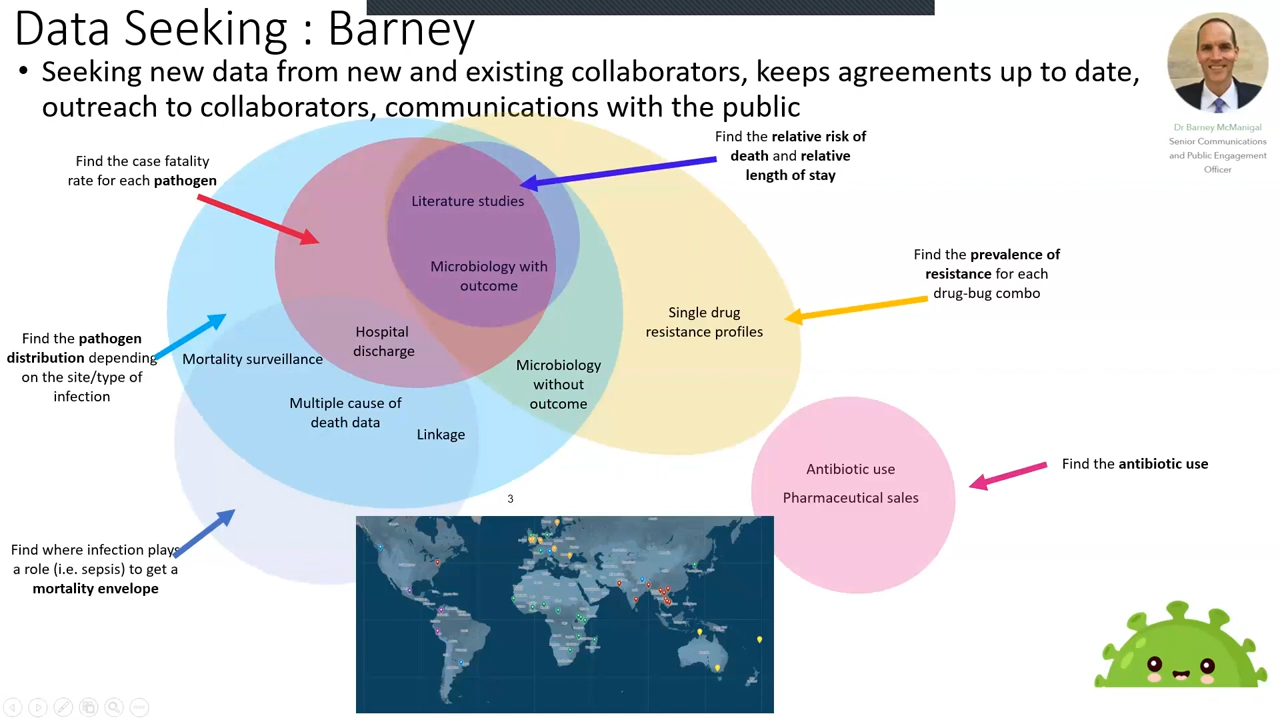 Data Seeking : Barney
• Seeking new data from new and existing collaborators, keeps agreements up to date,
outreach to collaborators, communications with the public
Dr Barney McManigal
Senior Communications
and Public Engagement
Officer
Find the case fatality
rate for each pathogen
Find the relative risk of
death and relative
length of stay
Literature studies
Microbiology with
outcome
Find the prevalence of
resistance for each
drug-bug combo
Single drug
resistance profiles
Find the pathogen
distribution depending
on the site/type of
infection
Mortality surveillance
Hospital
discharge
Microbiology
without
outcome
Multiple cause of
death data
Linkage
Antibiotic use
Pharmaceutical sales
Find the antibiotic use
3
Find where infection plays
a role (i.e. sepsis) to get a
mortality envelope